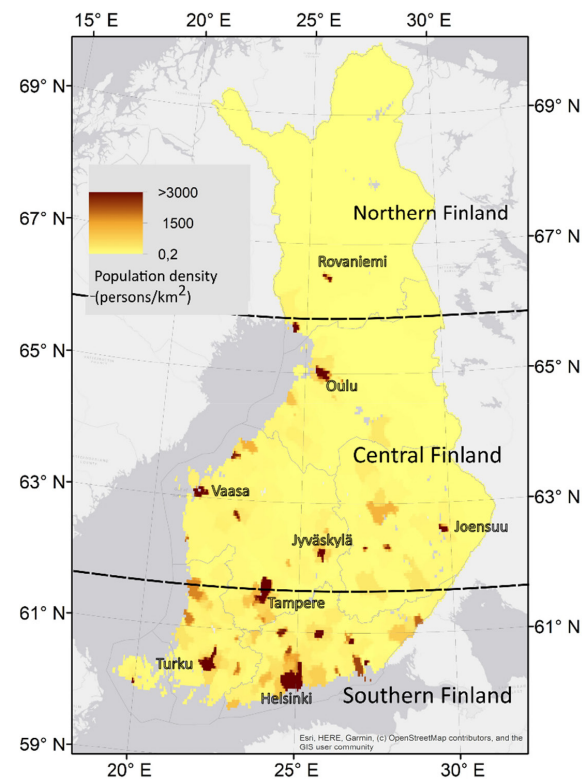 15° E 20° E 25° E 30° E
69° N 69° N
>3000
1500
0,2
Population density
(persons/km2)
Northern Finland
67° N 67° N
Rovaniemi
65° N 65° N
Oulu
Central Finland
63° N 63° N
Vaasa
Joensuu
Jyväskylä
Tampere
61° N 61° N
Turku
Helsinki
Southern Finland
Esri, HERE, Garmin, (c) OpenStreetMap contributors, and the
GIS user community
59° N
20° E 25° E 30° E